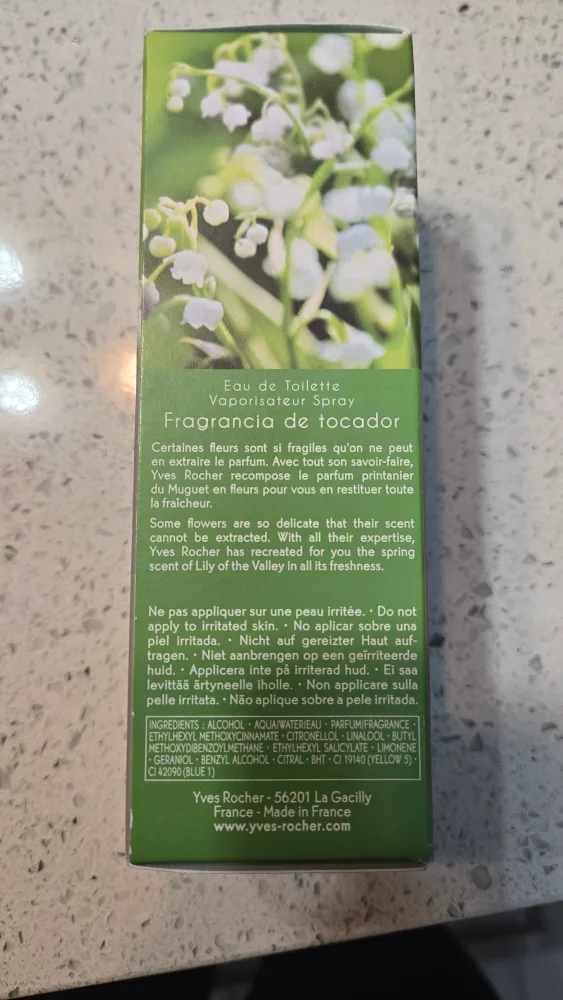 Eau de Toilette
Vaporisateur Spray
Fragrancia de tocador
Certaines fleurs sont si fragiles qu'on ne peut
en extraire le parfum. Avec tout son savoir-faire,
Yves Rocher recompose le parfum printanier
du Muguet en fleurs pour vous en restituer toute
la fraîcheur.
Some flowers are so delicate that their scent
cannot be extracted. With all their expertise,
Yves Rocher has recreated for you the spring
scent of Lily of the Valley in all its freshness.
Ne pas appliquer sur une peau irritée. • Do not
apply to irritated skin. • No aplicar sobre una
piel irritada. • Nicht auf gereizter Haut auf-
tragen. • Niet aanbrengen op een geïrriteerde
huid. • Applicera inte på irriterad hud. • Ei saa
levittää ärtyneelle iholle. • Non applicare sulla
pelle irritata. • Não aplique sobre a pele irritada.
INGREDIENTS : ALCOHOL • AQUA/WATER/EAU • PARFUM/FRAGRANCE •
ETHYLHEXYL METHOXYCINNAMATE • CITRONELLOL • LINALOOL • BUTYL
METHOXYDIBENZOYLMETHANE • ETHYLHEXYL SALICYLATE • LIMONENE
• GERANIOL • BENZYL ALCOHOL • CITRAL • BHT • CI 19140 (YELLOW 5) •
CI 42090 (BLUE 1)
Yves Rocher - 56201 La Gacilly
France - Made in France
www.yves-rocher.com